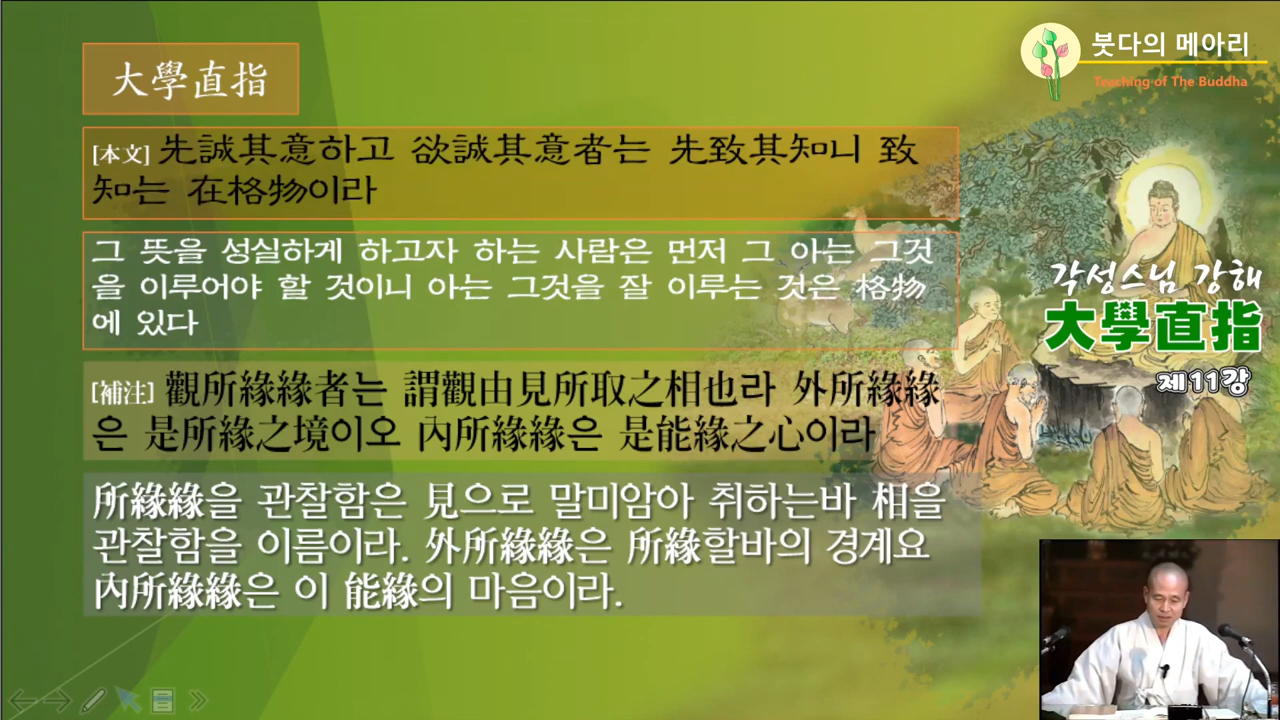 大學直指
[本文] 先誠其意하고 欲誠其意者는 先致其知니 致
知는 在格物이라
그 뜻을 성실하게 하고자 하는 사람은 먼저 그 아는 그것
을 이루어야 할 것이니 아는 그것을 잘 이루는 것은 格物
에 있다
[補注] 觀所緣緣者는 謂觀由見所取之相也라 外所緣緣
은 是所緣之境이오 內所緣緣은 是能緣之心이라
所緣緣을 관찰함은 見으로 말미암아 취하는바 相을
관찰함을 이름이라. 外所緣緣은 所緣할바의 경계요
內所緣緣은 이 能緣의 마음이라.
붓다의 메아리
Teaching of The Buddha
각성스님 강해
大學直指
제11강